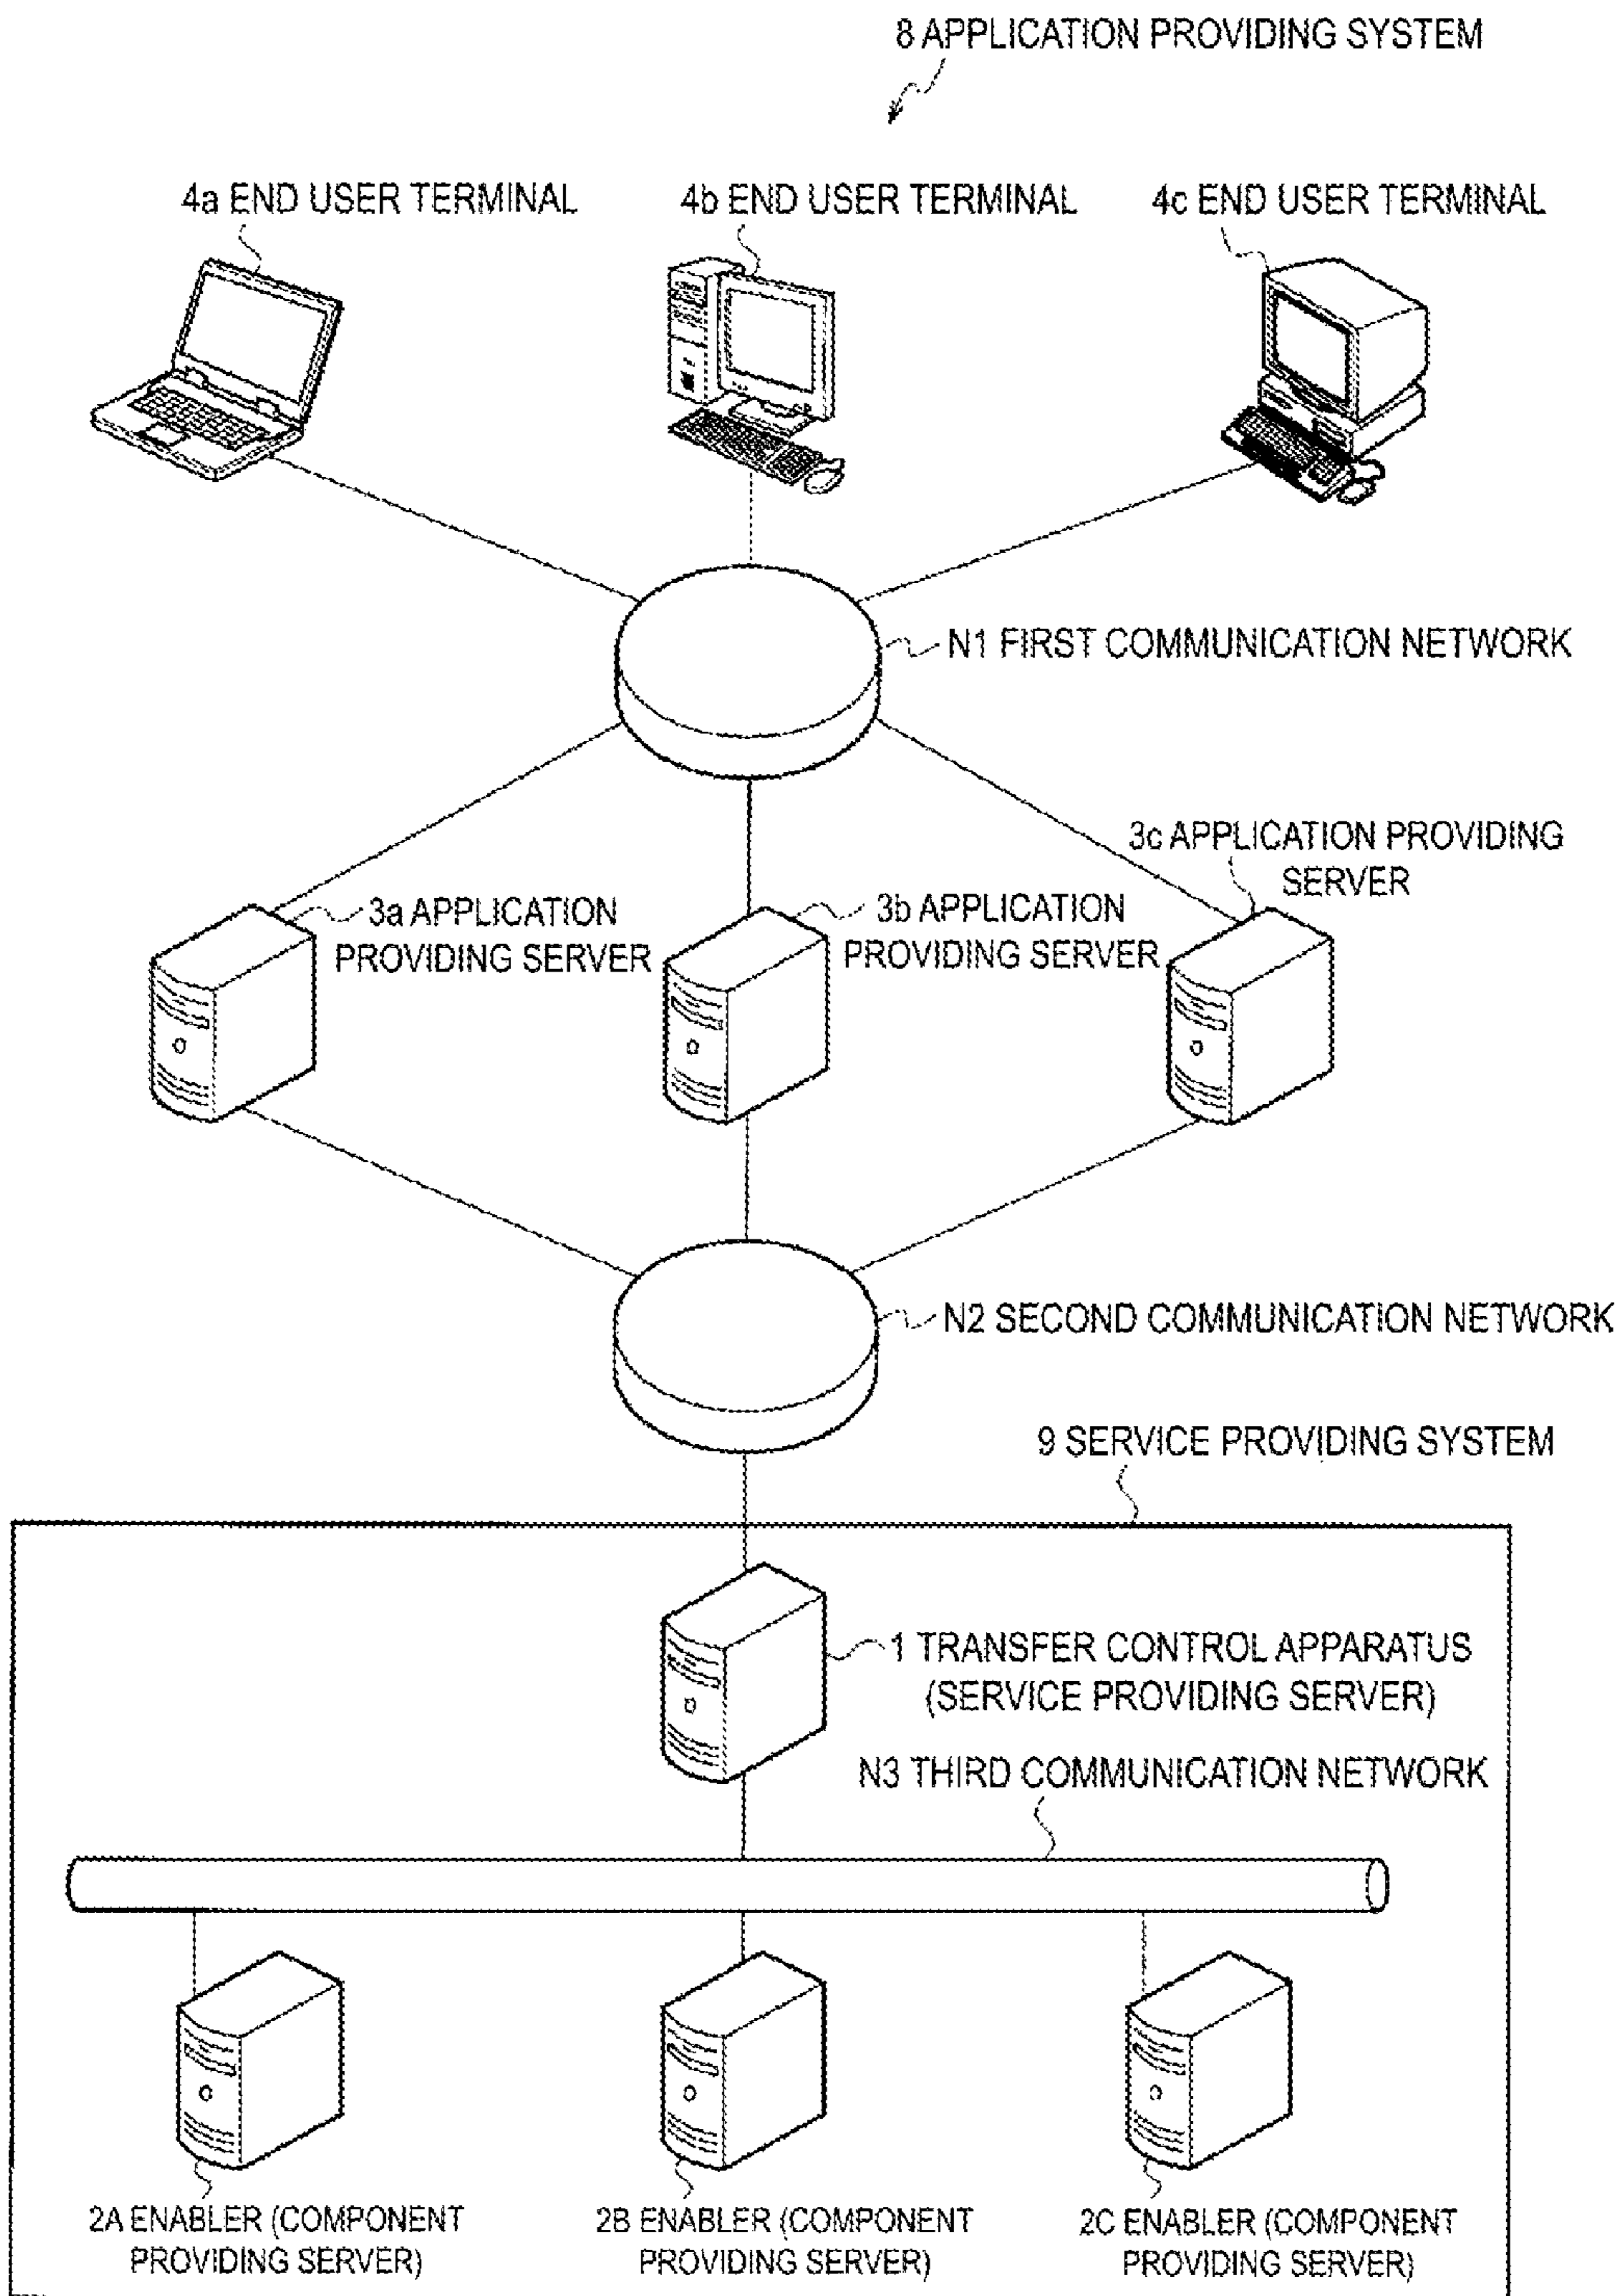 8 APPLICATION PROVIDING SYSTEM
4a END USER TERMINAL
4b END USER TERMINAL
4c END USER TERMINAL
N1 FIRST COMMUNICATION NETWORK
3a APPLICATION
PROVIDING SERVER
3b APPLICATION
PROVIDING SERVER
3c APPLICATION PROVIDING
SERVER
N2 SECOND COMMUNICATION NETWORK
9 SERVICE PROVIDING SYSTEM
1 TRANSFER CONTROL APPARATUS
(SERVICE PROVIDING SERVER)
N3 THIRD COMMUNICATION NETWORK
2A ENABLER (COMPONENT
PROVIDING SERVER)
2B ENABLER (COMPONENT
PROVIDING SERVER)
2C ENABLER (COMPONENT
PROVIDING SERVER)